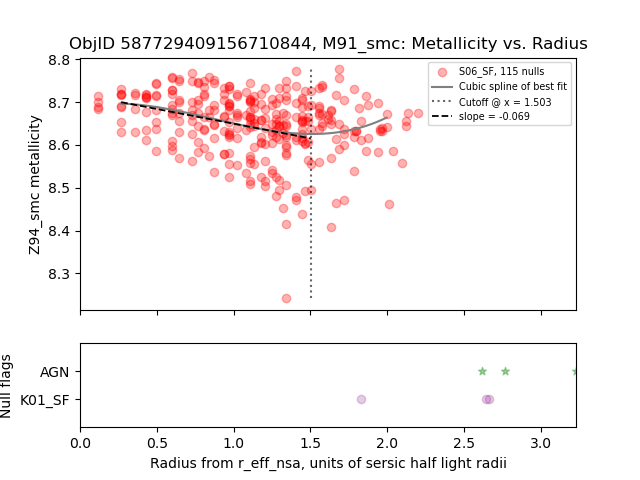 ObjID 587729409156710844, M91_smc: Metallicity vs. Radius
8.8
8.7
8.6
8.5
8.4
8.3
Z94_smc metallicity
S06_SF, 115 nulls
Cubic spline of best fit
Cutoff @ x = 1.503
slope = -0.069
Null flags
AGN
K01_SF
0.0 0.5 1.0 1.5 2.0 2.5 3.0
Radius from r_eff_nsa, units of sersic half light radii